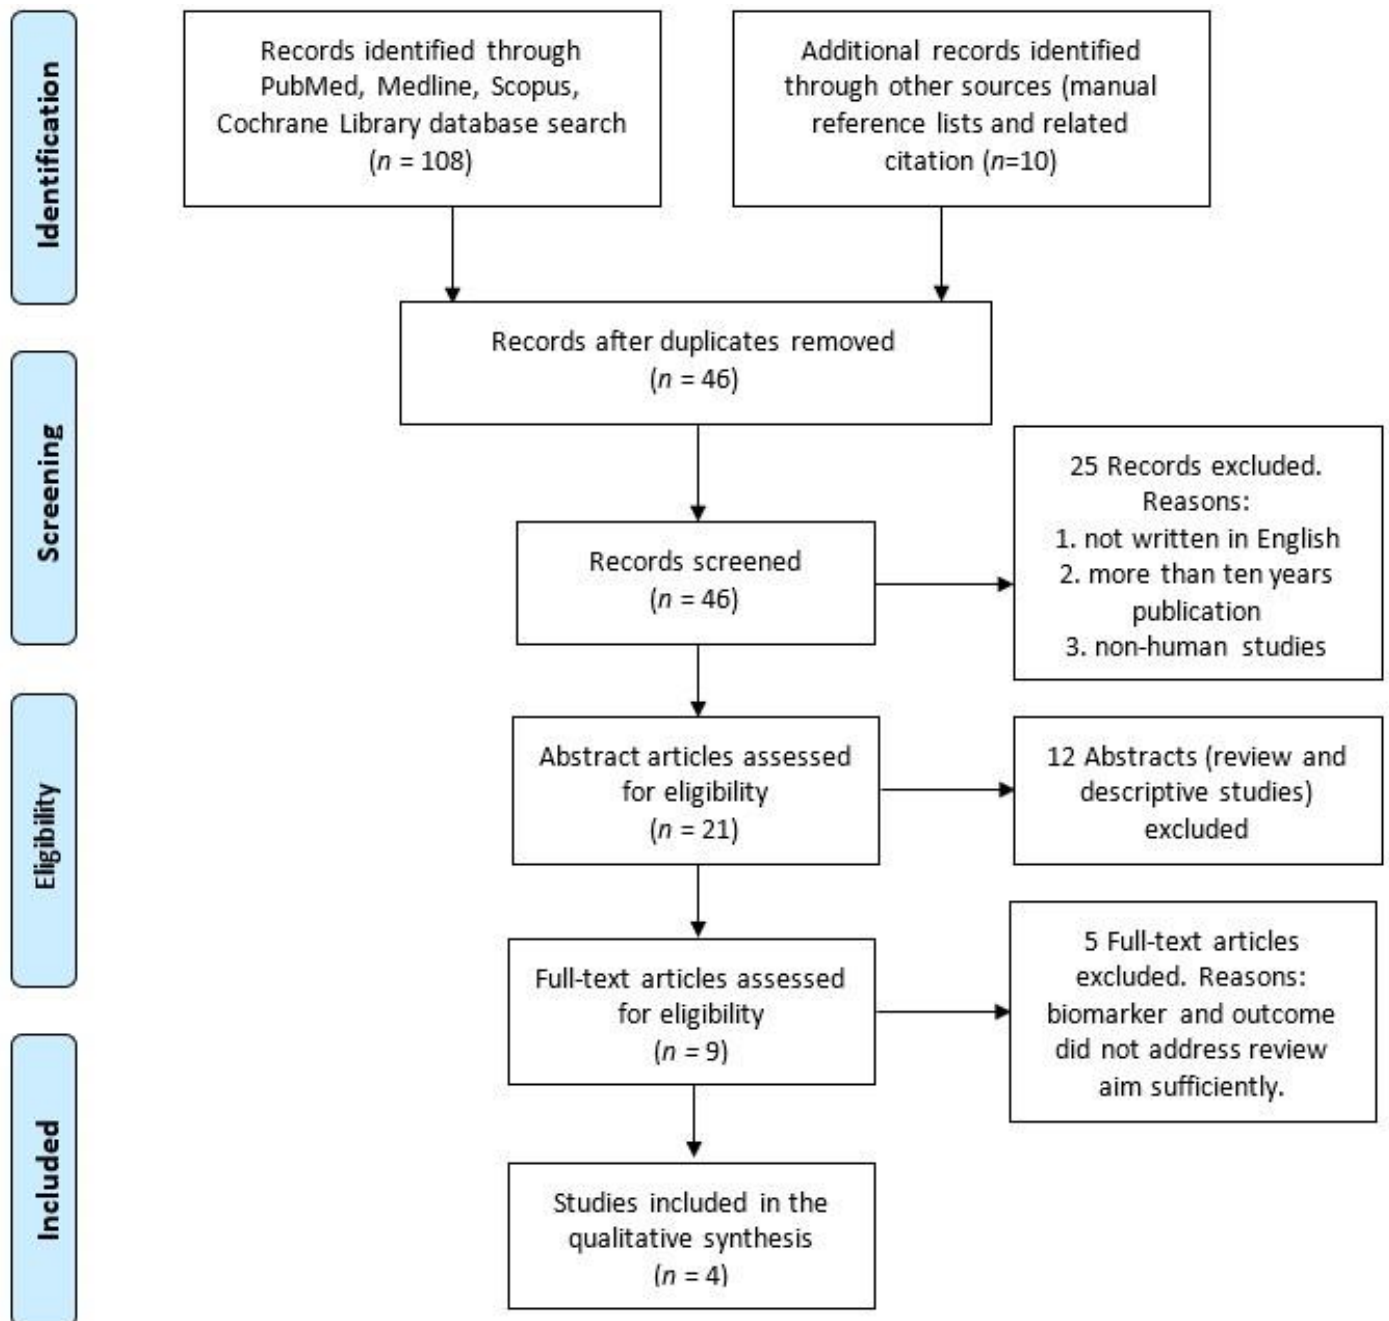 Identification
Records identified through
PubMed, Medline, Scopus,
Cochrane Library database search
(n = 108)
Additional records identified
through other sources (manual
reference lists and related
citation (n=10)
Records after duplicates removed
(n = 46)
Screening
Records screened
(n = 46)
25 Records excluded.
Reasons:
1. not written in English
2. more than ten years
publication
3. non-human studies
Eligibility
Abstract articles assessed
for eligibility
(n = 21)
12 Abstracts (review and
descriptive studies)
excluded
Full-text articles assessed
for eligibility
(n = 9)
5 Full-text articles
excluded. Reasons:
biomarker and outcome
did not address review
aim sufficiently.
Included
Studies included in the
qualitative synthesis
(n = 4)